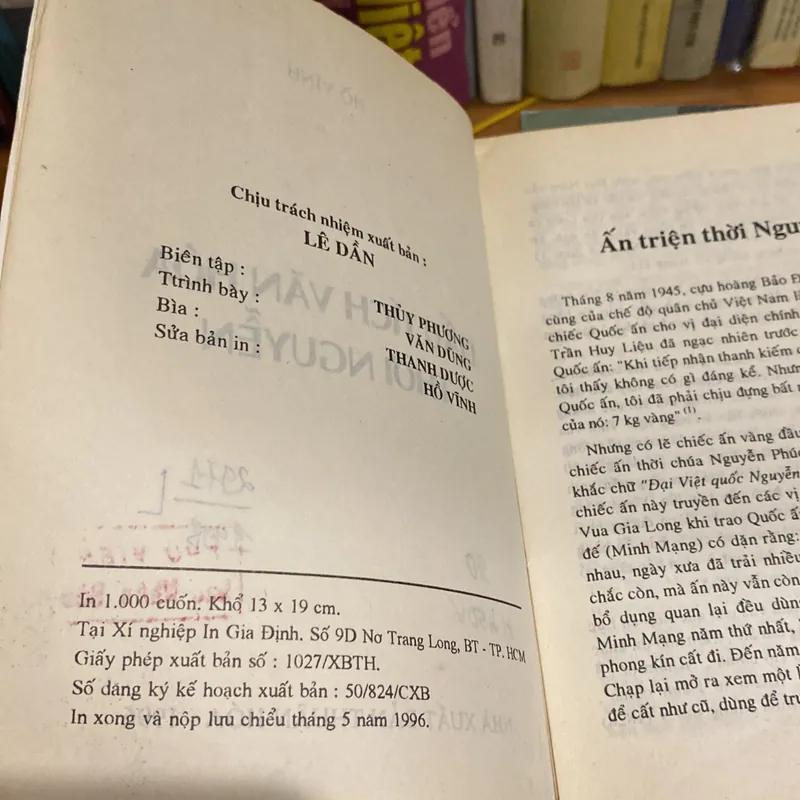 Chịu trách nhiệm xuất bản :
LÊ DẦN
Biên tập :
THÙY PHƯƠNG
Ttrình bày :
VĂN DŨNG
Bìa :
THANH DƯỢC
Sửa bản in :
HỒ VĨNH
In 1.000 cuốn. Khổ 13 x 19 cm.
Tại Xí nghiệp In Gia Định. Số 9D Nơ Trang Long, BT - TP. HCM
Giấy phép xuất bản số : 1027/XBTH.
Số đăng ký kế hoạch xuất bản : 50/824/CXB
In xong và nộp lưu chiểu tháng 5 năm 1996.
Ấn triện thời Ngu
Tháng 8 năm 1945, cựu hoàng Bảo Đ
cùng của chế độ quân chủ Việt Nam
chiếc Quốc ấn cho vị đại diện chính
Trần Huy Liệu đã ngạc nhiên trước
Quốc ấn: "Khi tiếp nhận thanh kiếm
tôi thấy không có gì đáng kể. Nhưn
Quốc ấn, tôi đã phải chịu đựng bất
của nó: 7 kg vàng" (1).
Nhưng có lẽ chiếc ấn vàng đầu
chiếc ấn thời chúa Nguyễn Phúc
khắc chữ "Đại Việt quốc Nguyễn
chiếc ấn này truyền đến các vị
Vua Gia Long khi trao Quốc ấ
đế (Minh Mạng) có dặn rằng:
nhau, ngày xưa đã trải nhiều
chắc còn, mà ấn này vẫn còn
bổ dụng quan lại đều dùn
Minh Mạng năm thứ nhất,
phong kín cất đi. Đến năm
Chạp lại mở ra xem một l
để cất như cũ, dùng để tru